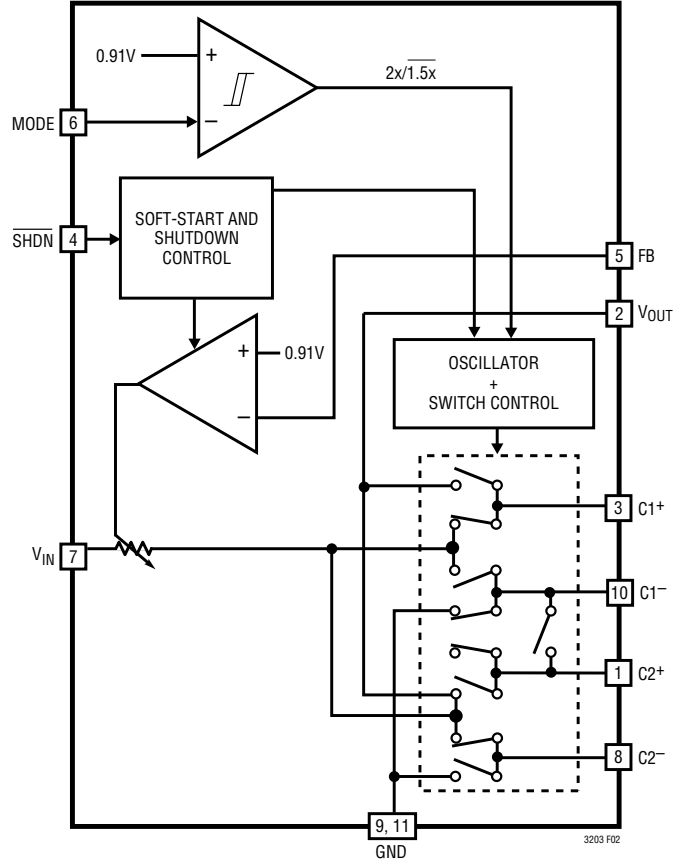 0.91V
+
−
2x/1.5x
MODE
6
SOFT-START AND
SHUTDOWN
CONTROL
SHDN
4
5
FB
2
VOUT
+
0.91V
−
OSCILLATOR
+
SWITCH CONTROL
3
C1+
VIN
7
10
C1−
1
C2+
8
C2−
9, 11
GND
3203 F02